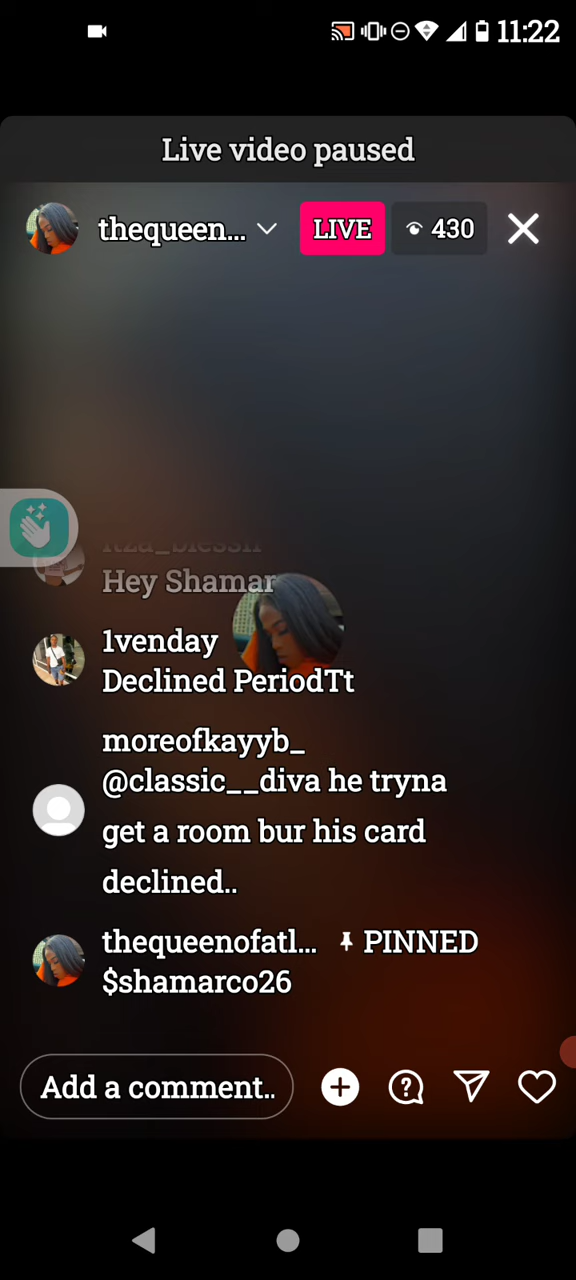 11:22
Live video paused
thequeen... LIVE 430
itza_bles3n
Hey Shamar
1venday
Declined PeriodTt
moreofkayyb_
@classic__diva he tryna
get a room bur his card
declined..
thequeenofatl... PINNED
$shamarco26
Add a comment..